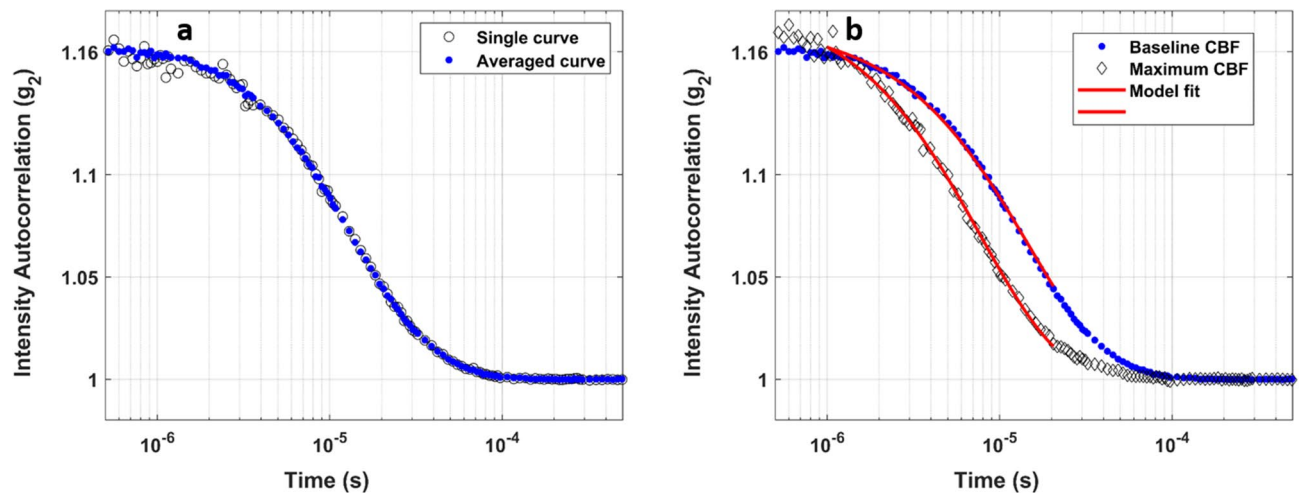 a
Single curve
Averaged curve
Intensity Autocorrelation (g2)
1.16
1.1
1.05
1
10-6
10-5
10-4
Time (s)
b
Baseline CBF
Maximum CBF
Model fit
Intensity Autocorrelation (g2)
1.16
1.1
1.05
1
10-6
10-5
10-4
Time (s)